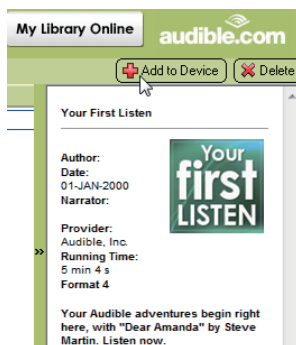 My Library Online
audible.com
Add to Device
Delete
Your First Listen
Your
first
LISTEN
Author:
Date:
01-JAN-2000
Narrator:
Provider:
Audible, Inc.
Running Time:
5 min 4 s
Format 4
»
Your Audible adventures begin right
here, with "Dear Amanda" by Steve
Martin. Listen now.